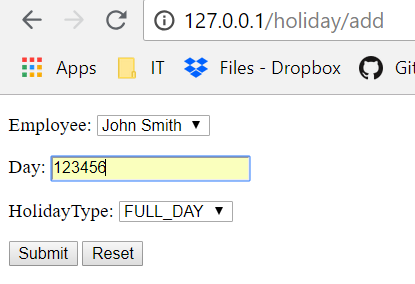 127.0.0.1/holiday/add
Apps IT Files - Dropbox Git
Employee: John Smith
Day: 123456
HolidayType: FULL_DAY
Submit Reset